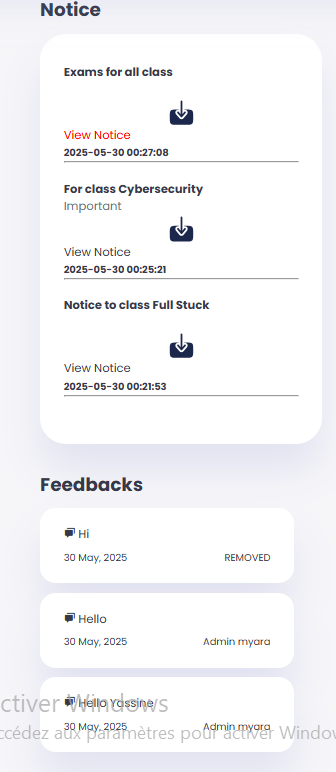 Notice
Exams for all class
View Notice
2025-05-30 00:27:08
For class Cybersecurity
Important
View Notice
2025-05-30 00:25:21
Notice to class Full Stuck
View Notice
2025-05-30 00:21:53
Feedbacks
Hi
30 May, 2025 REMOVED
Hello
30 May, 2025 Admin myara
ctiver Windows
Hello Yassine
30 May, 2025 Admin myara
ccédez aux paramètres pour activer Window